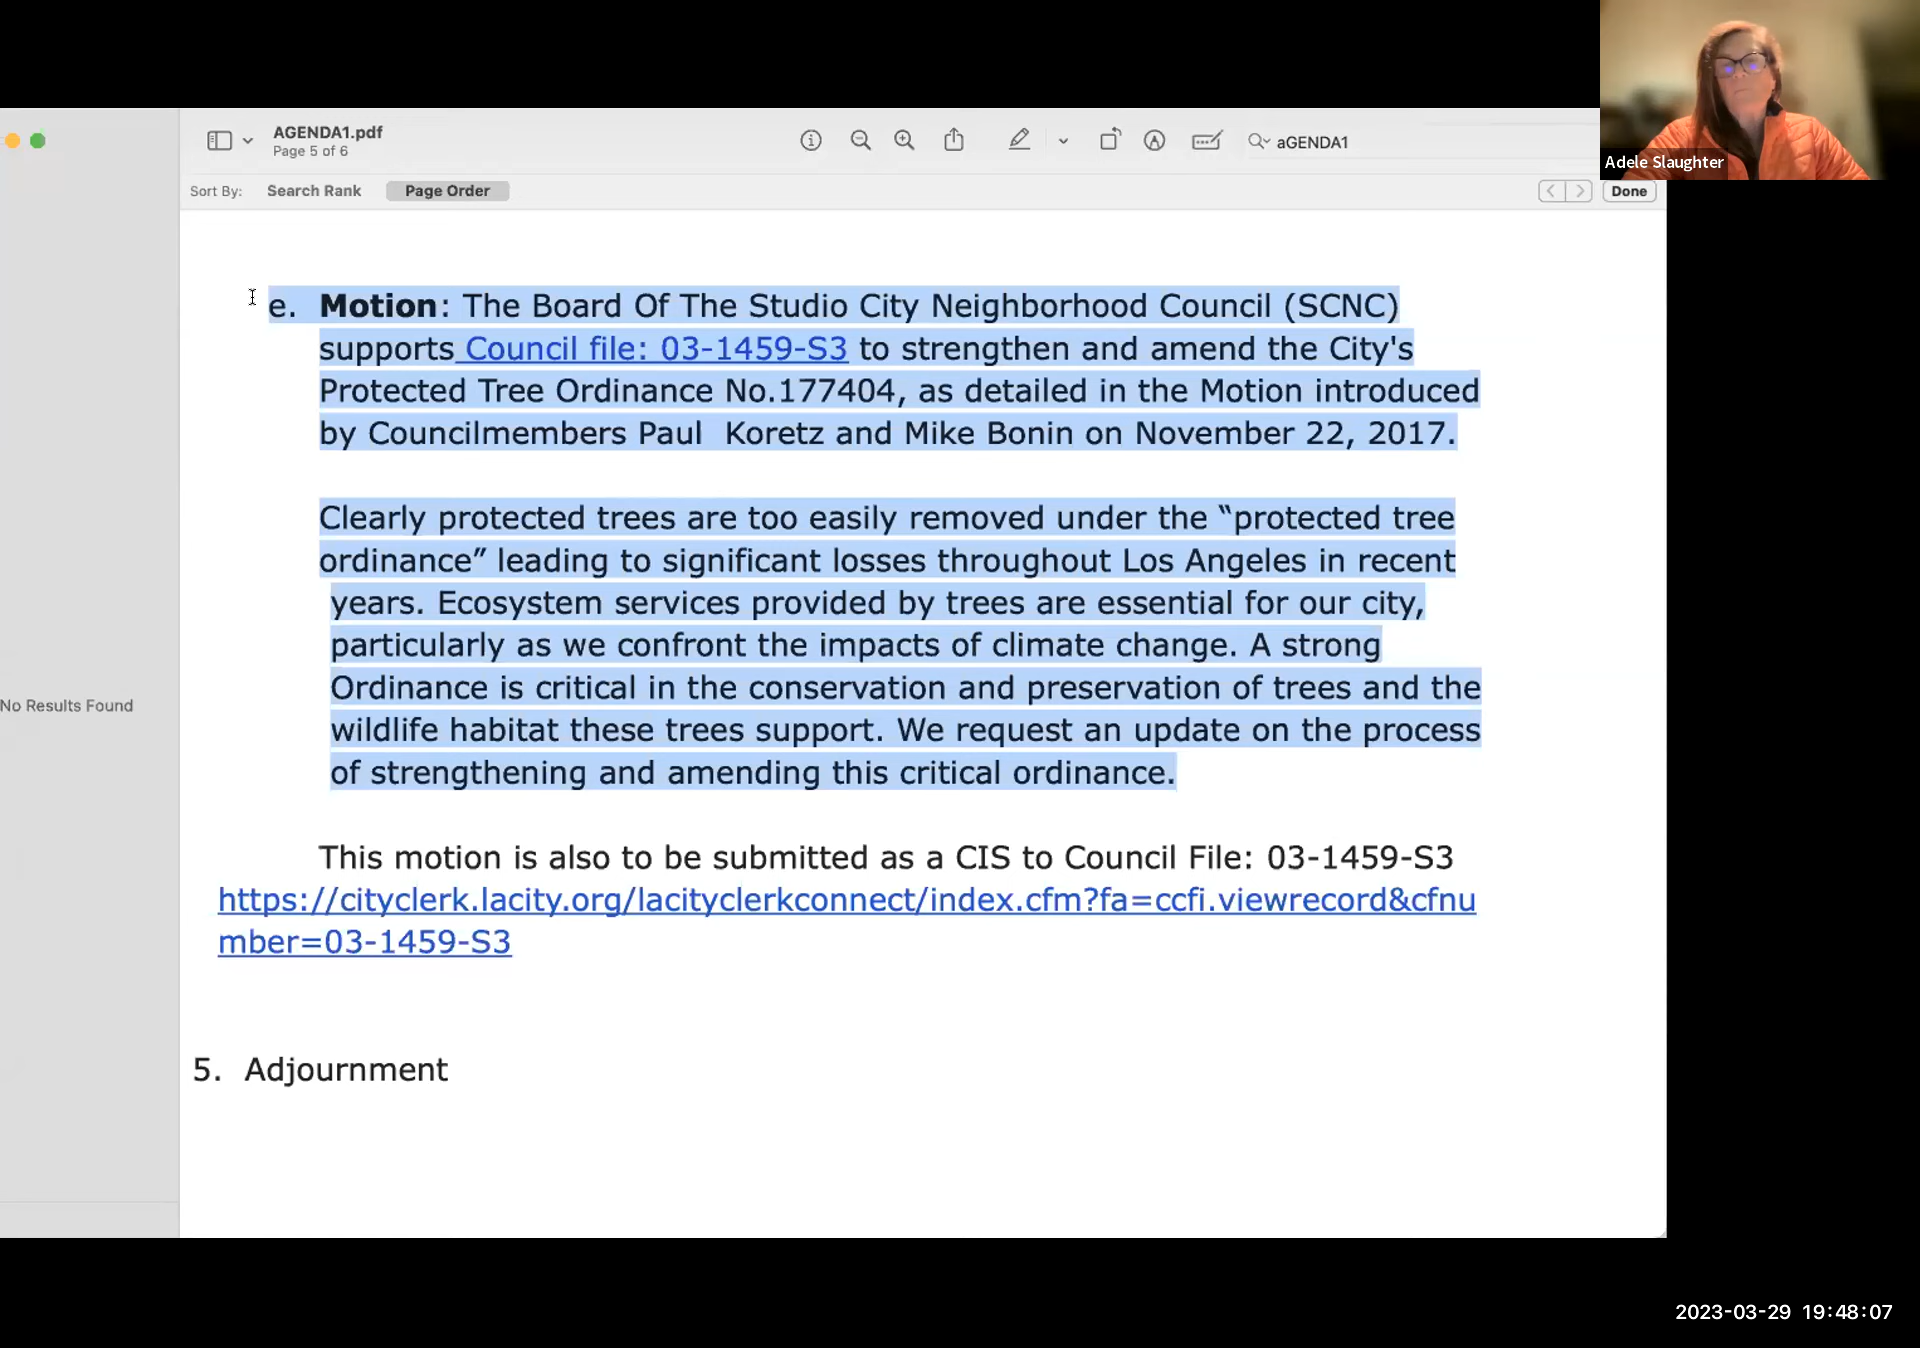 AGENDA1.pdf
Page 5 of 6
aGENDA1
Adele Slaughter
Sort By: Search Rank Page Order Done
e. Motion: The Board Of The Studio City Neighborhood Council (SCNC)
supports Council file: 03-1459-S3 to strengthen and amend the City's
Protected Tree Ordinance No.177404, as detailed in the Motion introduced
by Councilmembers Paul  Koretz and Mike Bonin on November 22, 2017.
Clearly protected trees are too easily removed under the “protected tree
ordinance” leading to significant losses throughout Los Angeles in recent
years. Ecosystem services provided by trees are essential for our city,
particularly as we confront the impacts of climate change. A strong
Ordinance is critical in the conservation and preservation of trees and the
wildlife habitat these trees support. We request an update on the process
of strengthening and amending this critical ordinance.
No Results Found
This motion is also to be submitted as a CIS to Council File: 03-1459-S3
https://cityclerk.lacity.org/lacityclerkconnect/index.cfm?fa=ccfi.viewrecord&cfnu
mber=03-1459-S3
5. Adjournment
2023-03-29 19:48:07